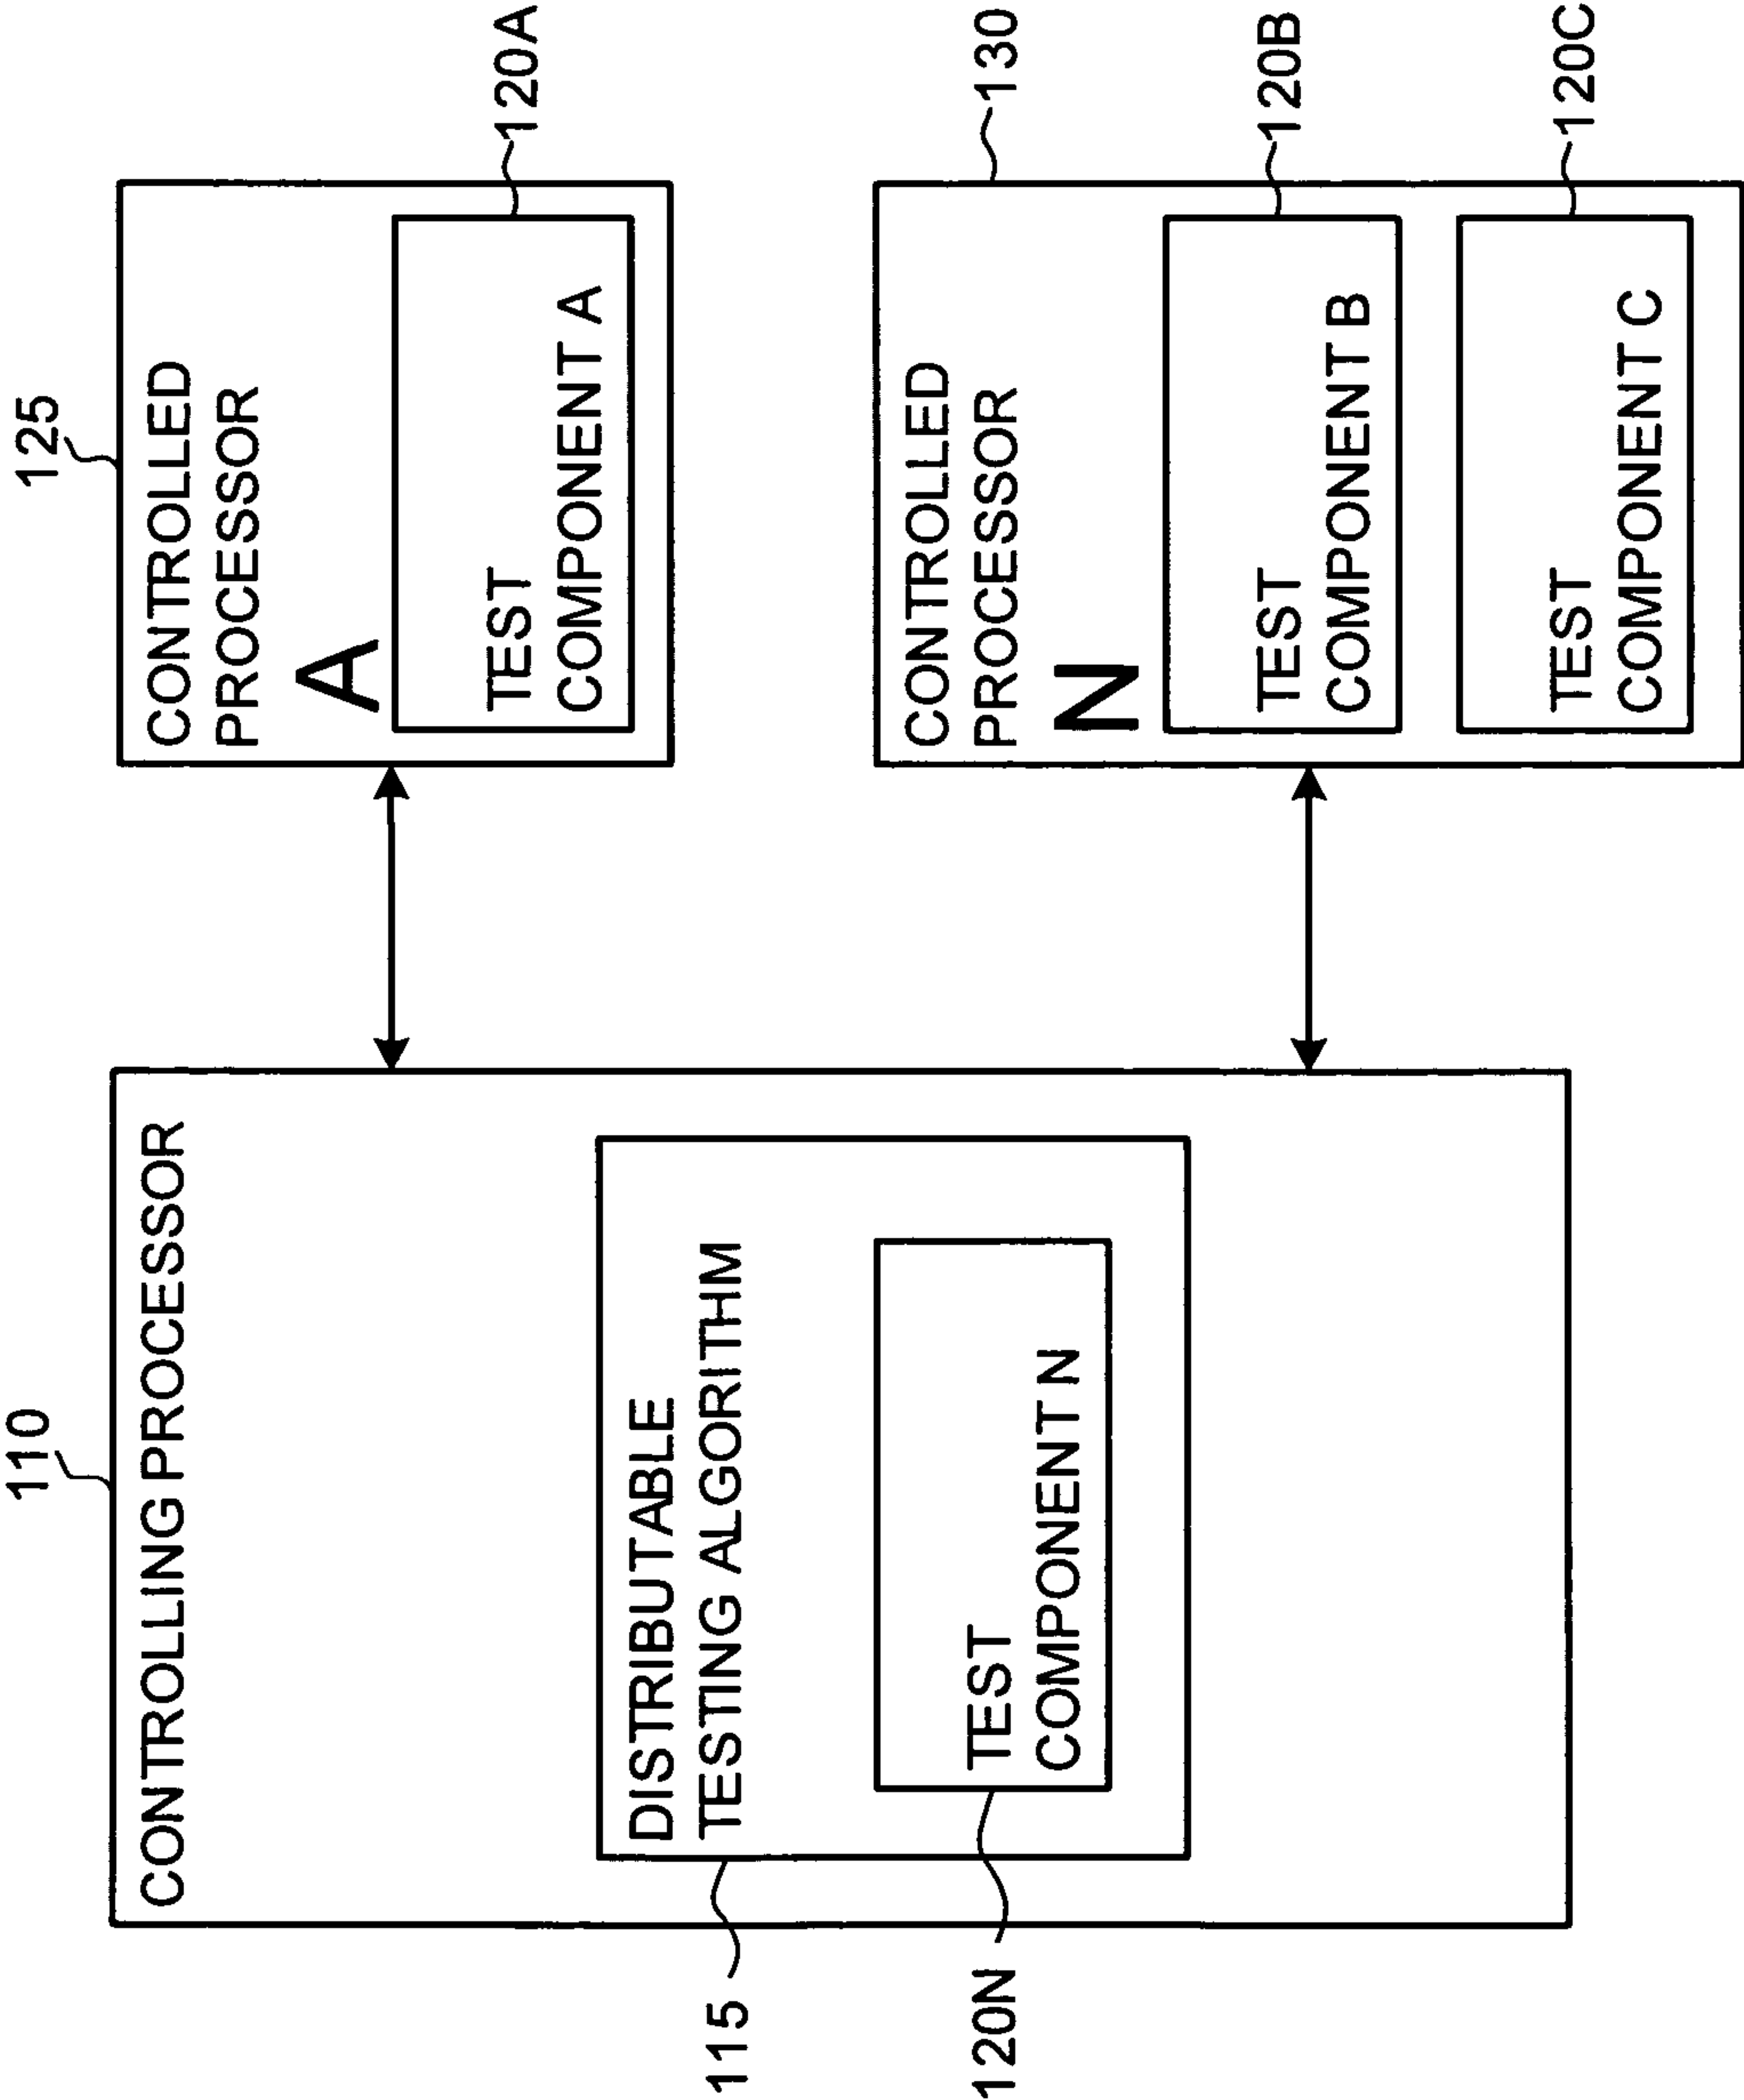 110
CONTROLLING PROCESSOR
DISTRIBUTABLE
TESTING ALGORITHM
TEST
COMPONENT N
115
120N
125
CONTROLLED
PROCESSOR
A
TEST
COMPONENT A
120A
CONTROLLED
PROCESSOR
N
130
TEST
COMPONENT B
120B
TEST
COMPONENT C
120C